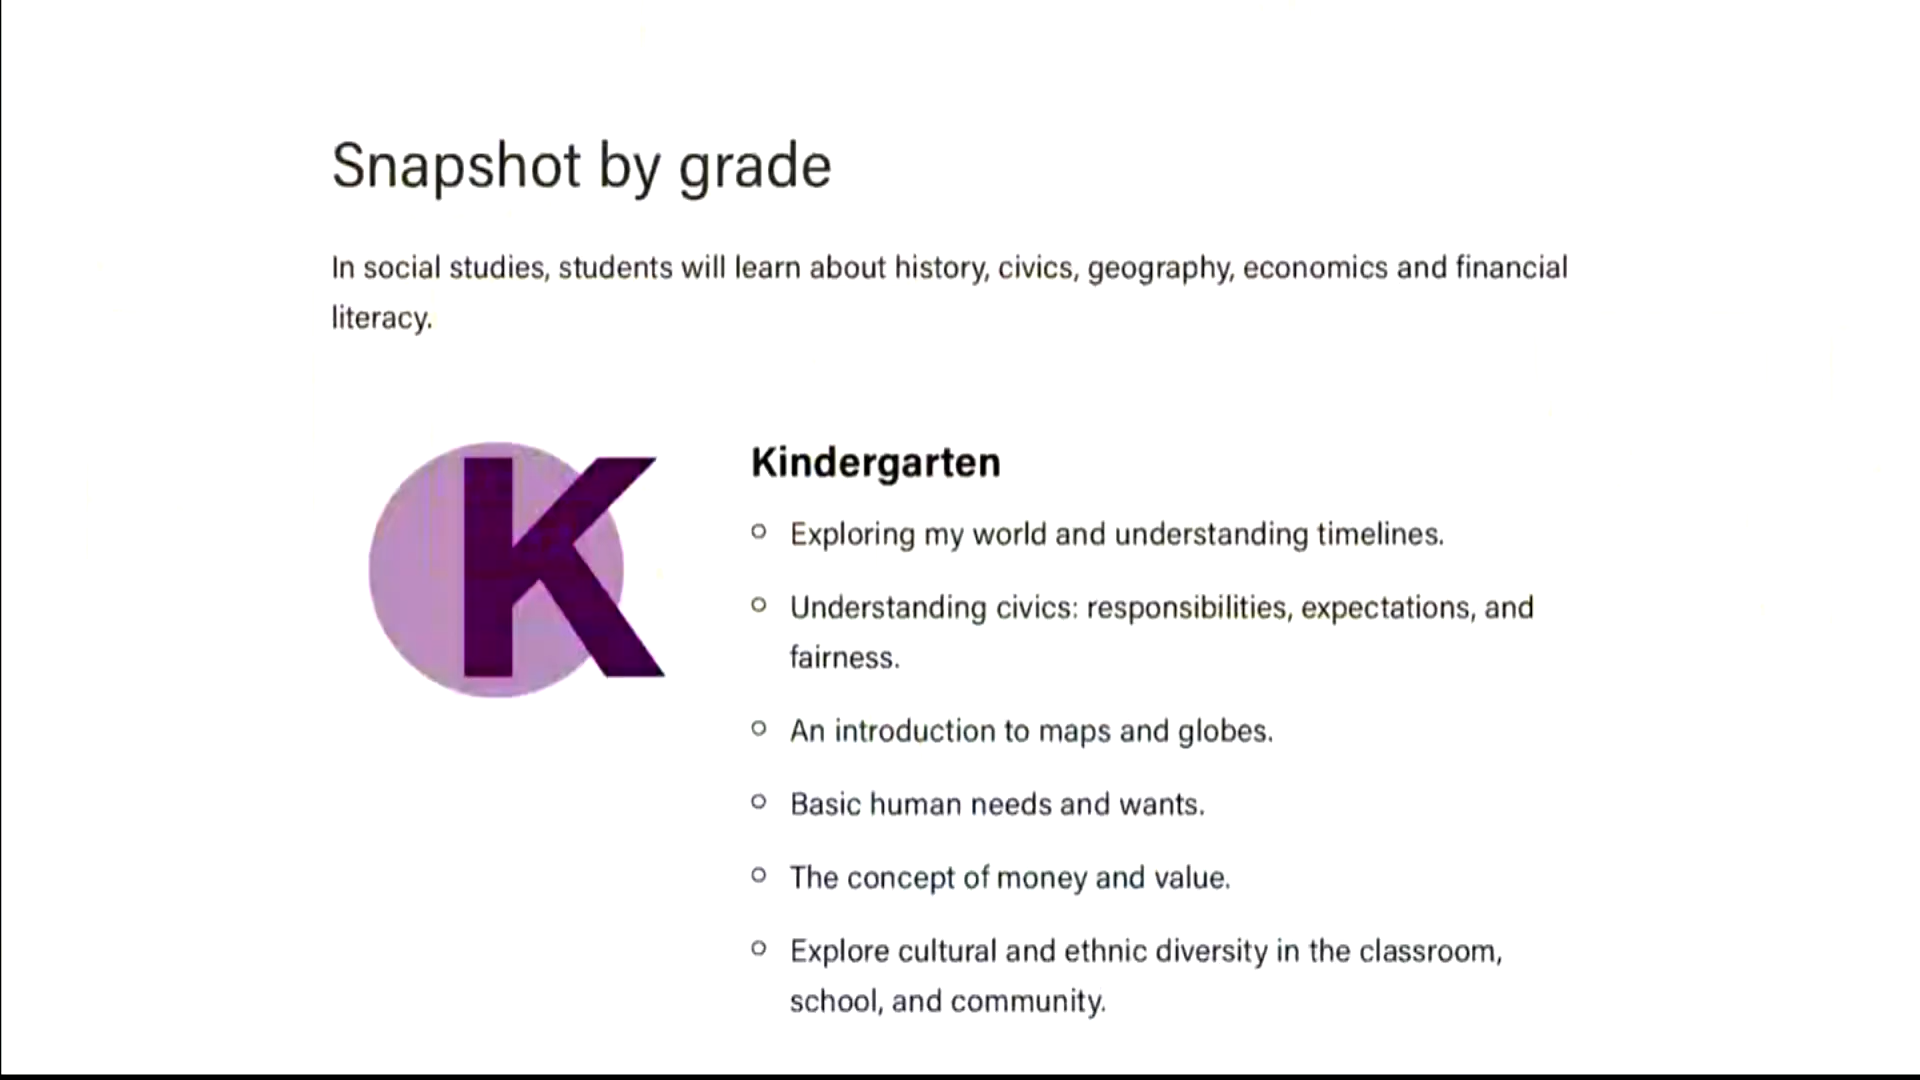 Snapshot by grade
In social studies, students will learn about history, civics, geography, economics and financial
literacy.
K
Kindergarten
Exploring my world and understanding timelines.
Understanding civics: responsibilities, expectations, and
fairness.
An introduction to maps and globes.
Basic human needs and wants.
The concept of money and value.
Explore cultural and ethnic diversity in the classroom,
school, and community.